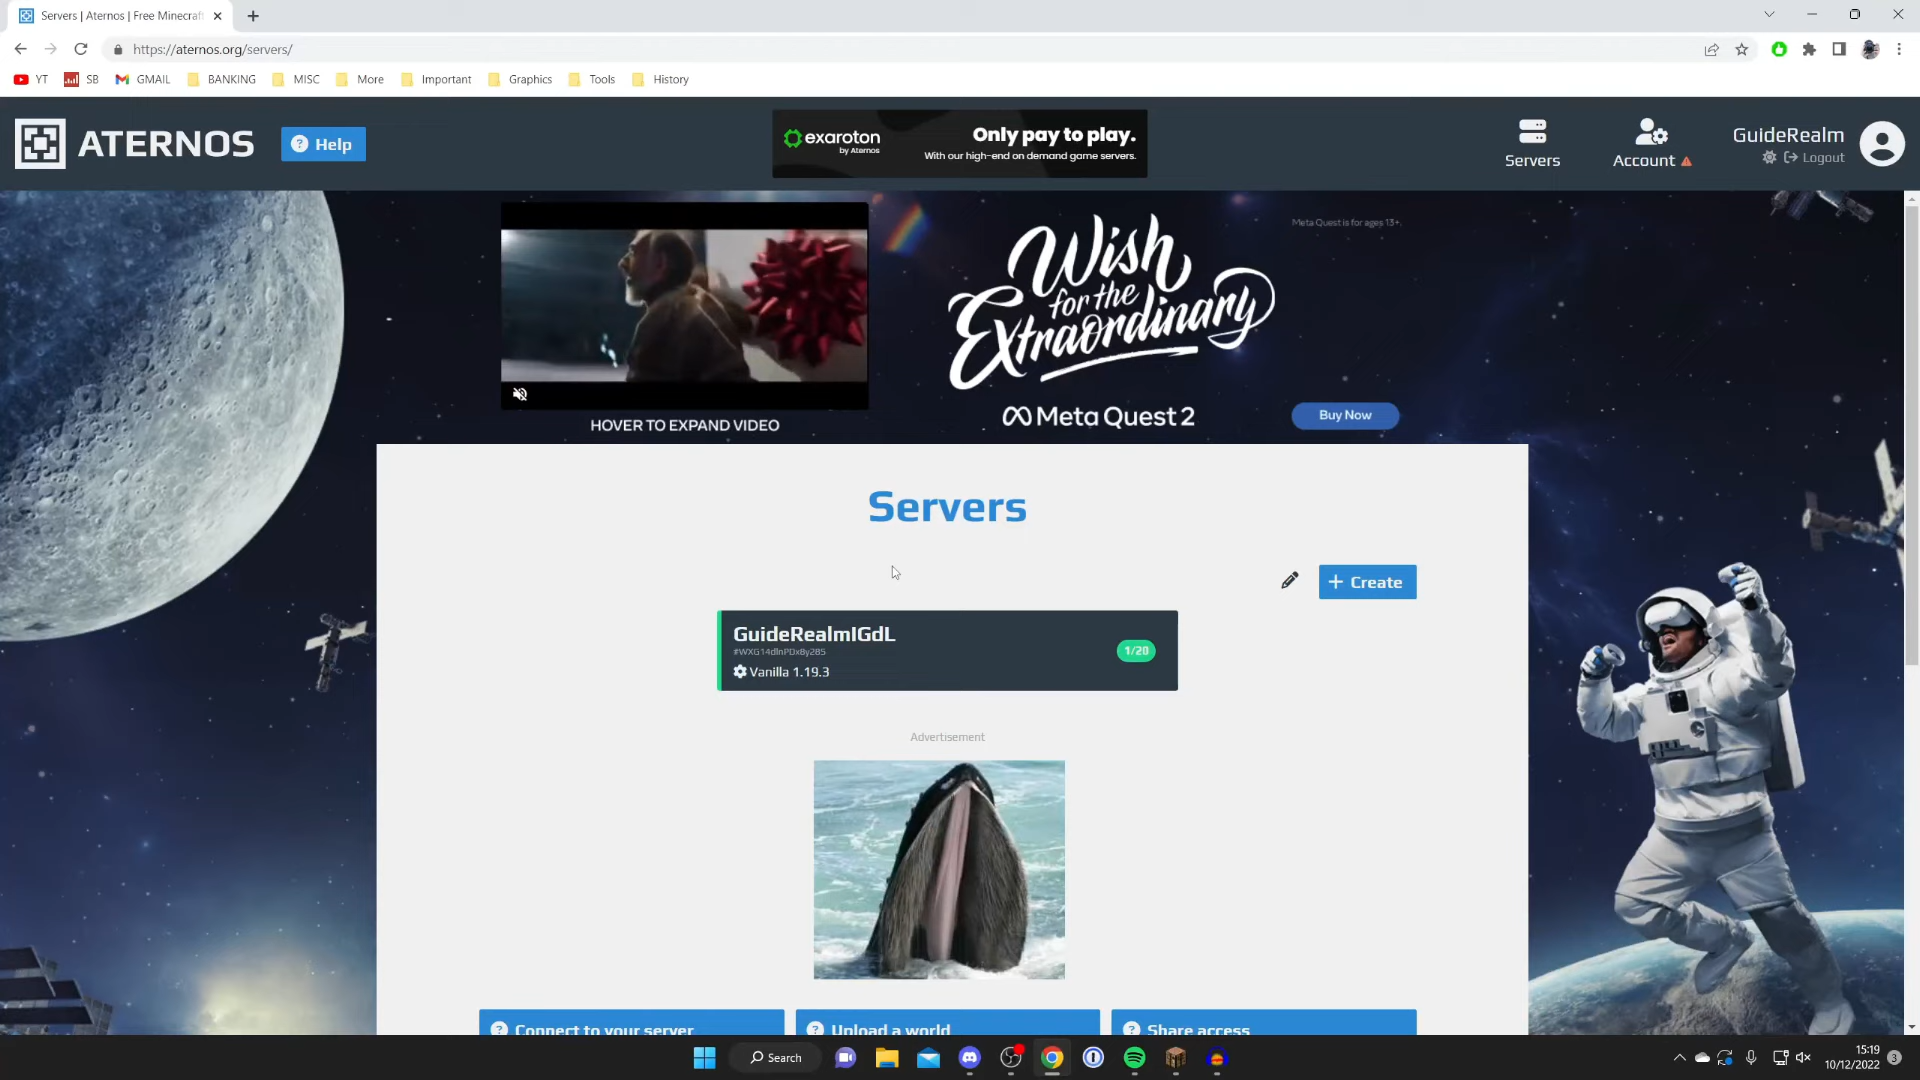 Servers | Aternos | Free Minecraft
https://aternos.org/servers/
YT
SB
GMAIL
BANKING
MISC
More
Important
Graphics
Tools
History
ATERNOS
Help
exaroton
by Aternos
Only pay to play.
With our high-end on demand game servers.
Servers
Account
GuideRealm
Logout
Meta Quest is for ages 13+.
Wish
for the
Extraordinary
Meta Quest 2
Buy Now
HOVER TO EXPAND VIDEO
Servers
Create
GuideRealmIGdL
1/20
Vanilla 1.19.3
Advertisement
Connect to your server
Upload a world
Share access
Search
15:19
10/12/2022
3